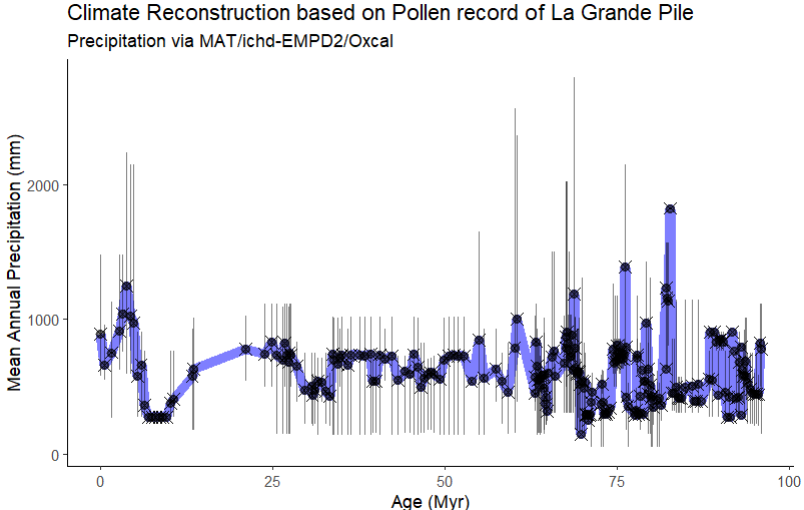 Climate Reconstruction based on Pollen record of La Grande Pile
Precipitation via MAT/ichd-EMPD2/Oxcal
Mean Annual Precipitation (mm)
2000
1000
0
0 25 50 75 100
Age (Myr)